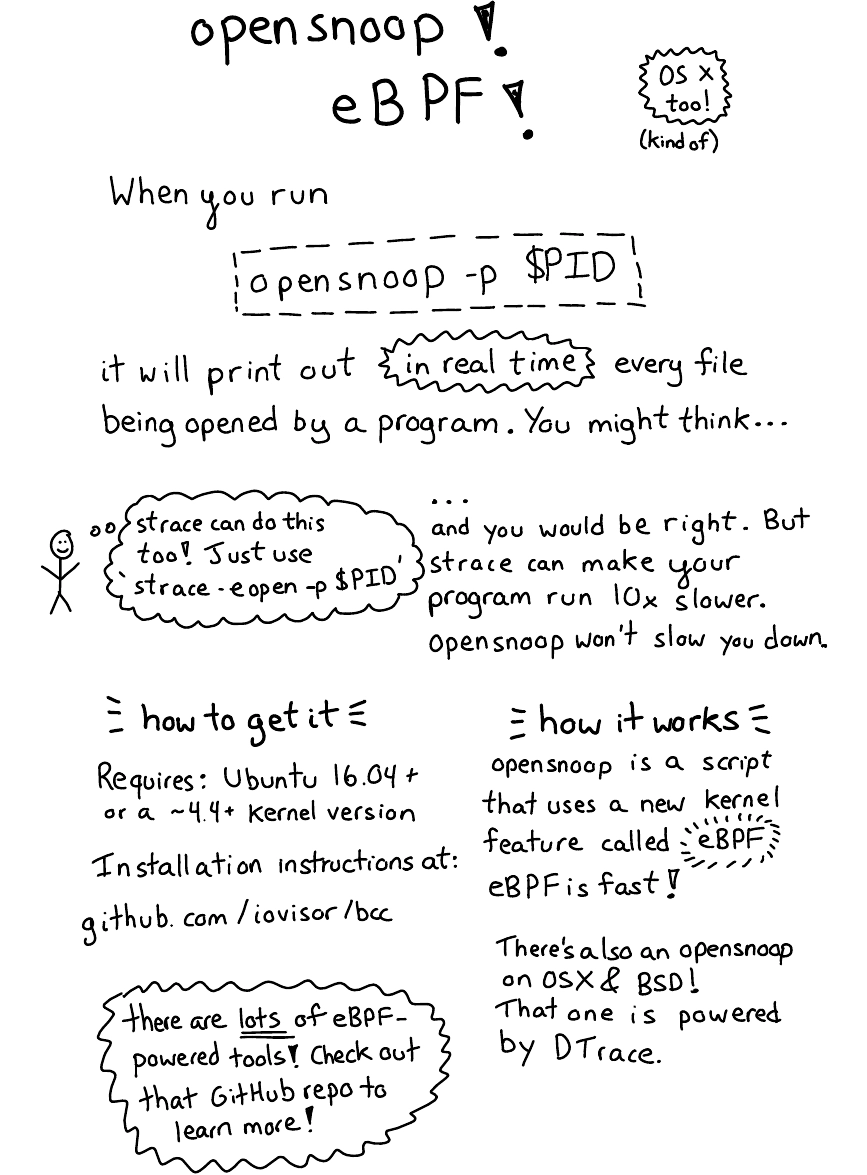 opensnoop!
eBPF!
OS X
too!
(kind of)
When you run
opensnoop -p $PID
it will print out in real time every file
being opened by a program. You might think...
strace can do this
too! Just use
`strace -e open -p $PID`
...
and you would be right. But
strace can make your
program run 10x slower.
opensnoop won't slow you down.
how to get it
Requires: Ubuntu 16.04+
or a ~4.4+ kernel version
Installation instructions at:
github.com/iovisor/bcc
there are lots of eBPF-
powered tools! Check out
that GitHub repo to
learn more!
how it works
opensnoop is a script
that uses a new kernel
feature called eBPF
eBPF is fast!
There's also an opensnoop
on OSX & BSD!
That one is powered
by DTrace.